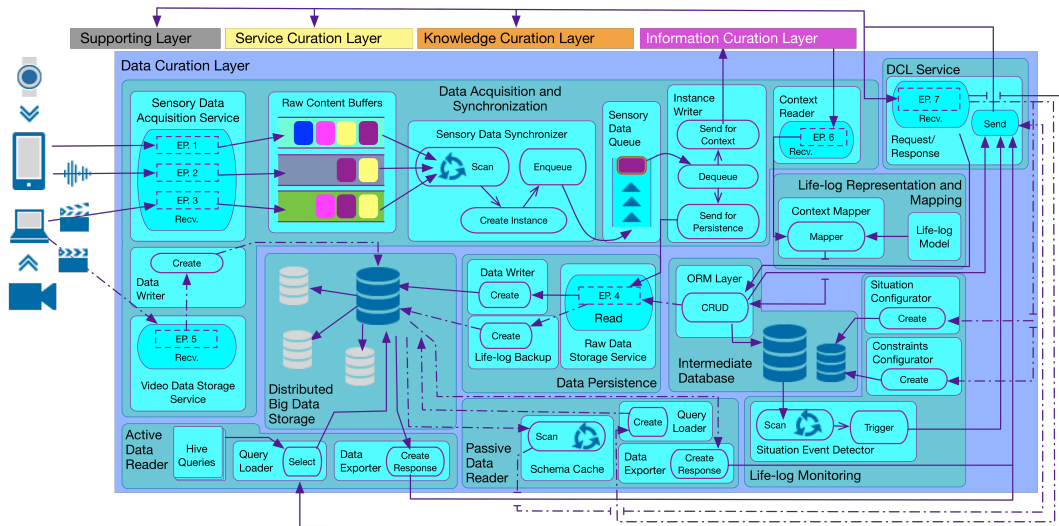 Supporting Layer
Service Curation Layer
Knowledge Curation Layer
Information Curation Layer
Data Curation Layer
Sensory Data
Acquisition Service
EP. 1
EP. 2
EP. 3
Recv.
Raw Content Buffers
Data Acquisition and
Synchronization
Sensory Data Synchronizer
Scan
Enqueue
Create Instance
Sensory
Data
Queue
Instance
Writer
Send for
Context
Dequeue
Send for
Persistence
Context
Reader
EP. 6
Recv.
DCL Service
EP. 7
Recv.
Send
Request/
Response
Life-log Representation and
Mapping
Context Mapper
Mapper
Life-log
Model
Create
Data
Writer
EP. 5
Recv.
Video Data Storage
Service
Distributed
Big Data
Storage
Data Writer
Create
Create
Life-log Backup
EP. 4
Read
Raw Data
Storage Service
Data Persistence
ORM Layer
CRUD
Intermediate
Database
Situation
Configurator
Create
Constraints
Configurator
Create
Active
Data
Reader
Hive
Queries
Query
Loader
Select
Data
Exporter
Create
Response
Passive
Data
Reader
Scan
Schema Cache
Create
Query
Loader
Data
Exporter
Create
Response
Scan
Trigger
Situation Event Detector
Life-log Monitoring